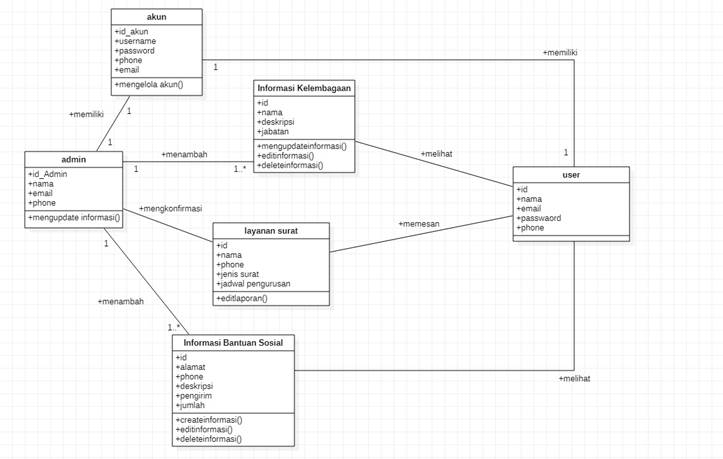 akun
+id_akun
+username
+password
+phone
+email
+mengelola akun()
+memiliki
1
1
+memiliki
1
1
Informasi Kelembagaan
+id
+nama
+deskripsi
+jabatan
+mengupdateinformasi()
+editinformasi()
+deleteinformasi()
+menambah
1
1..*
+melihat
admin
+id_Admin
+nama
+email
+phone
+mengupdate informasi()
user
+id
+nama
+email
+passwaord
+phone
+mengkonfirmasi
+memesan
layanan surat
+id
+nama
+phone
+jenis surat
+jadwal pengurusan
+editlaporan()
1
+menambah
1..*
Informasi Bantuan Sosial
+id
+alamat
+phone
+deskripsi
+pengirim
+jumlah
+createinformasi()
+editinformasi()
+deleteinformasi()
+melihat